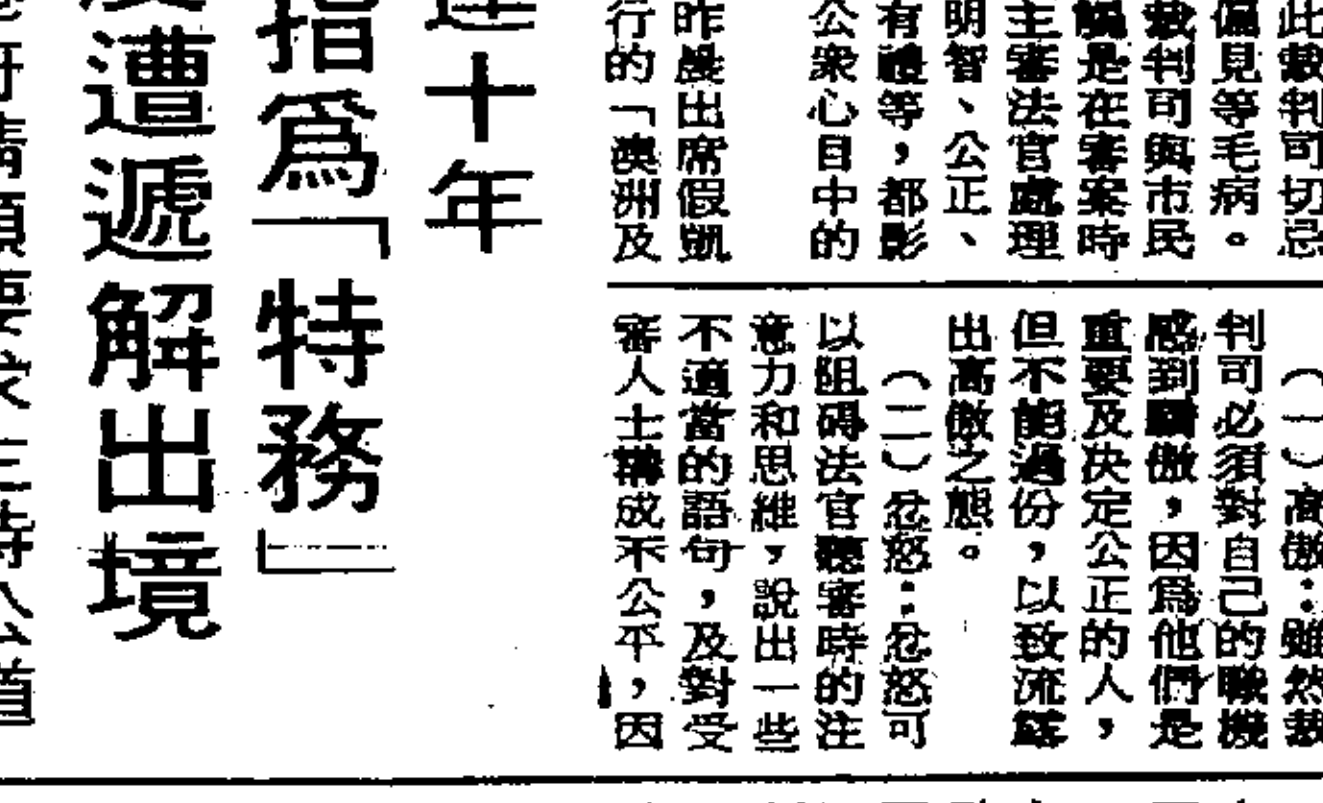 此裁判司切忌
偏見等毛病。
裁判司與市民
觸是在審案時
主審法官處理
明智、公正、
有禮等，都影
公衆心目中的
昨晨出席假凱
行的「澳洲及
（一）高傲：雖然裁
判司必須對自己的職機
感到驕傲，因爲他們是
重要及決定公正的人，
但不能過份，以致流露
出高傲之態。
（二）忿怒：忿怒可
以阻碍法官聽審時的注
意力和思維，說出一些
不適當的語句，及對受
審人士構成不公平，因
十年
指爲「特務」
遭遞解出境